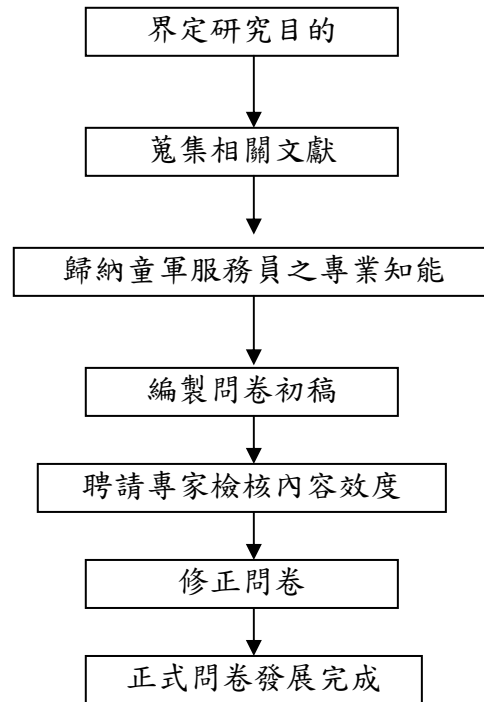 界定研究目的
蒐集相關文獻
歸納童軍服務員之專業知能
編製問卷初稿
聘請專家檢核內容效度
修正問卷
正式問卷發展完成